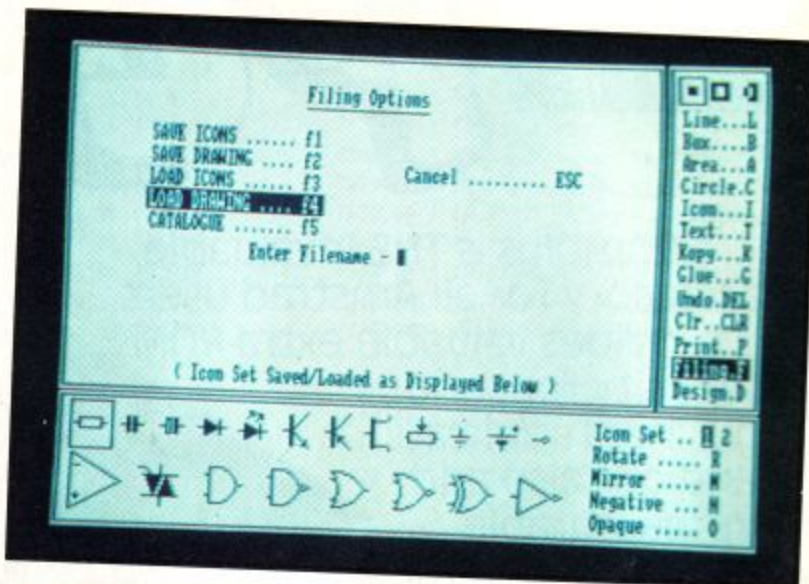 Filing Options
SAVE ICONS ...... f1
SAVE DRAWING .... f2
LOAD ICONS ...... f3
LOAD DRAWING .... f4
CATALOGUE ....... f5
Cancel ......... ESC
Enter Filename -
( Icon Set Saved/Loaded as Displayed Below )
Line...L
Box....B
Area...A
Circle.C
Icon...I
Text...T
Kopy...K
Glue...G
Undo.DEL
Clr..CLR
Print..P
Filing.F
Design.D
Icon Set .. 1 2
Rotate ..... R
Mirror ..... M
Negative ... N
Opaque ..... O